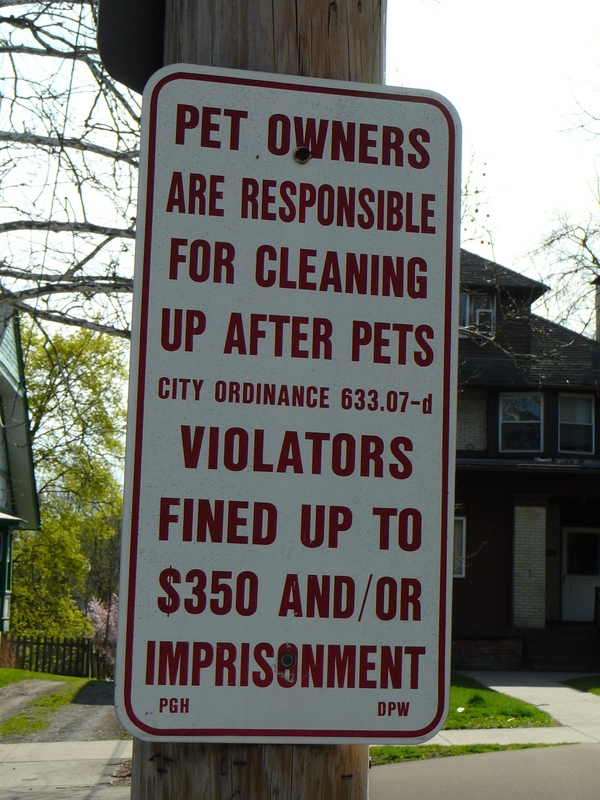 PET OWNERS
ARE RESPONSIBLE
FOR CLEANING
UP AFTER PETS
CITY ORDINANCE 633.07-d
VIOLATORS
FINED UP TO
$350 AND/OR
IMPRISONMENT
PGH DPW